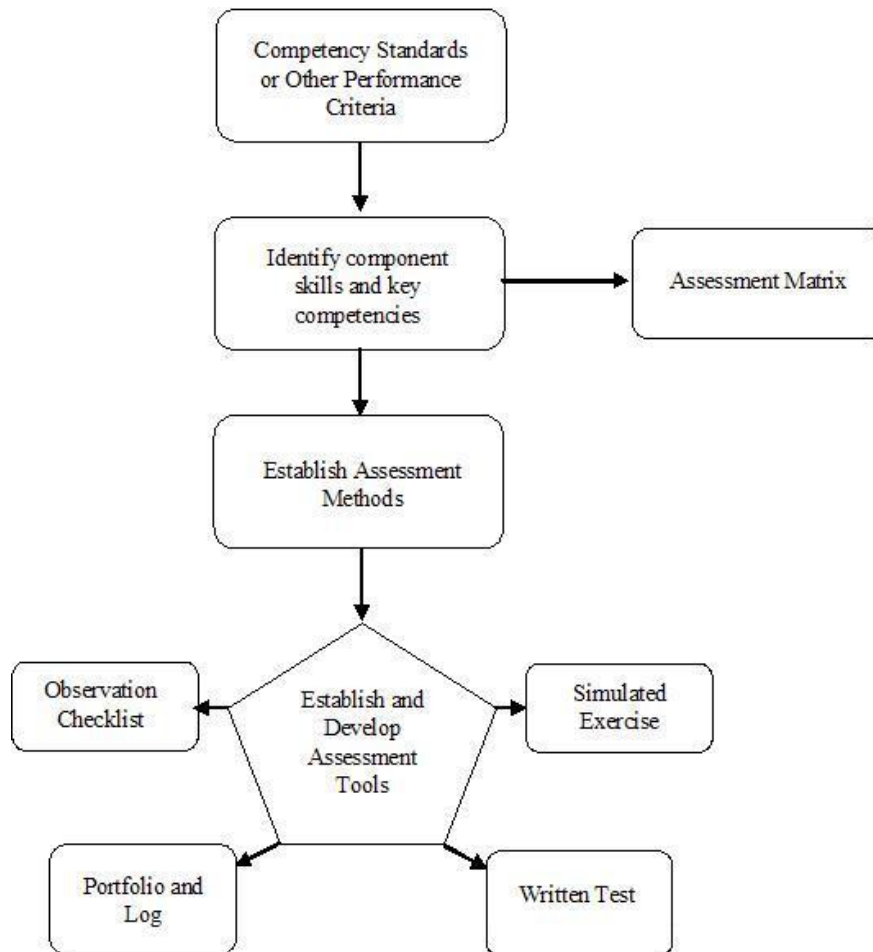 Competency Standards
or Other Performance
Criteria
Identify component
skills and key
competencies
Assessment Matrix
Establish Assessment
Methods
Observation
Checklist
Establish and
Develop
Assessment
Tools
Simulated
Exercise
Portfolio and
Log
Written Test